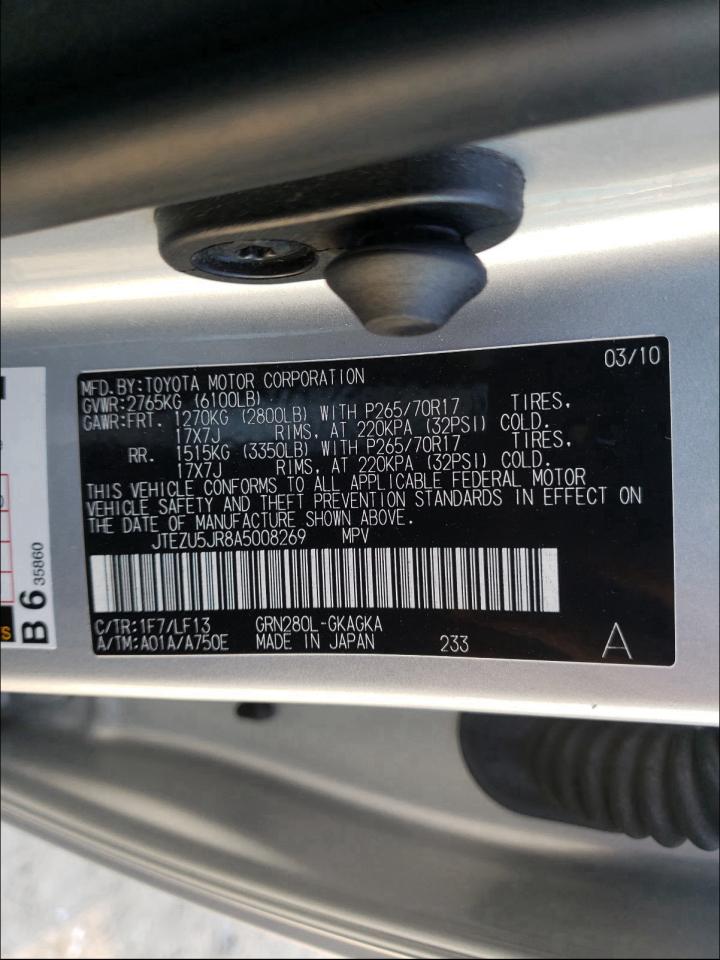 03/10
MFD.BY:TOYOTA MOTOR CORPORATION
GVWR:2765KG (6100LB)
GAWR:FRT. 1270KG (2800LB) WITH P265/70R17 TIRES,
17X7J RIMS, AT 220KPA (32PSI) COLD.
RR. 1515KG (3350LB) WITH P265/70R17 TIRES,
17X7J RIMS, AT 220KPA (32PSI) COLD.
THIS VEHICLE CONFORMS TO ALL APPLICABLE FEDERAL MOTOR
VEHICLE SAFETY AND THEFT PREVENTION STANDARDS IN EFFECT ON
THE DATE OF MANUFACTURE SHOWN ABOVE.
JTEZU5JR8A5008269 MPV
C/TR:1F7/LF13 GRN280L-GKAGKA
A/TM:A01A/A750E MADE IN JAPAN 233 A
B6 35860